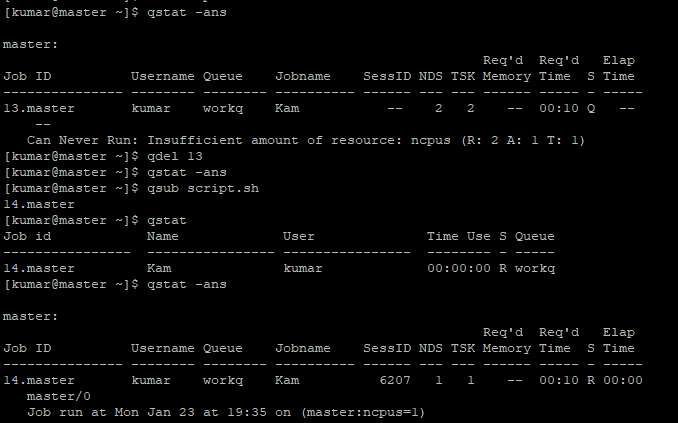 [kumar@master ~]$ qstat -ans
master:
Req'd Req'd Elap
Job ID Username Queue Jobname SessID NDS TSK Memory Time S Time
--------------- -------- -------- ---------- ------ --- --- ------ ----- - -----
13.master kumar workq Kam -- 2 2 -- 00:10 Q --
--
Can Never Run: Insufficient amount of resource: ncpus (R: 2 A: 1 T: 1)
[kumar@master ~]$ qdel 13
[kumar@master ~]$ qstat -ans
[kumar@master ~]$ qsub script.sh
14.master
[kumar@master ~]$ qstat
Job id Name User Time Use S Queue
---------------- ---------------- ---------------- -------- - -----
14.master Kam kumar 00:00:00 R workq
[kumar@master ~]$ qstat -ans
master:
Req'd Req'd Elap
Job ID Username Queue Jobname SessID NDS TSK Memory Time S Time
--------------- -------- -------- ---------- ------ --- --- ------ ----- - -----
14.master kumar workq Kam 6207 1 1 -- 00:10 R 00:00
master/0
Job run at Mon Jan 23 at 19:35 on (master:ncpus=1)